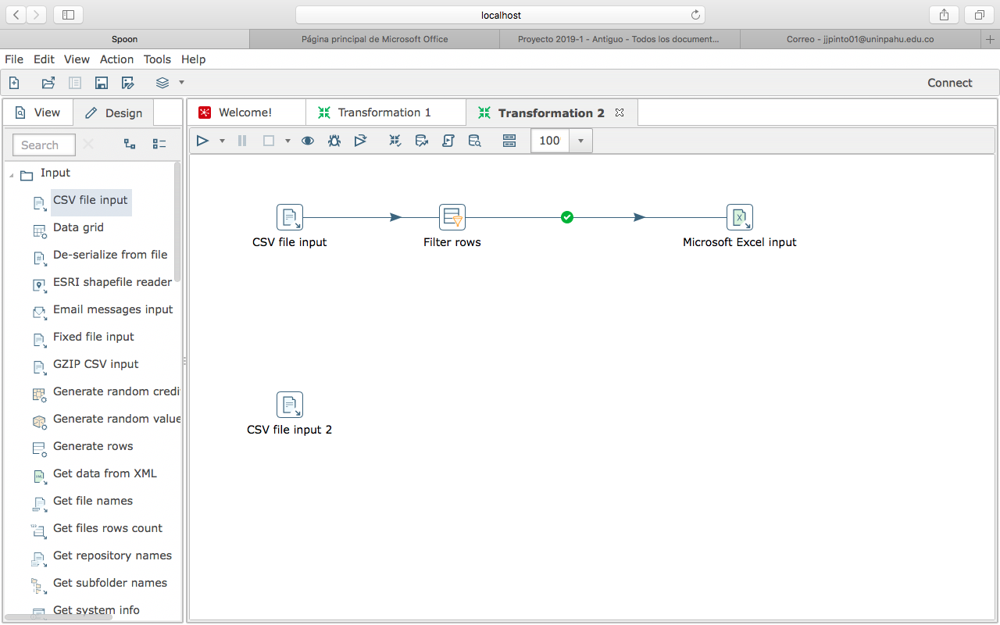 localhost
Spoon
Página principal de Microsoft Office
Proyecto 2019-1 - Antiguo - Todos los document...
Correo - jjpinto01@uninpahu.edu.co
File Edit View Action Tools Help
Connect
View
Design
Welcome!
Transformation 1
Transformation 2
Search
100
Input
CSV file input
Data grid
De-serialize from file
ESRI shapefile reader
Email messages input
Fixed file input
GZIP CSV input
Generate random credi
Generate random value
Generate rows
Get data from XML
Get file names
Get files rows count
Get repository names
Get subfolder names
Get system info
CSV file input
Filter rows
Microsoft Excel input
CSV file input 2